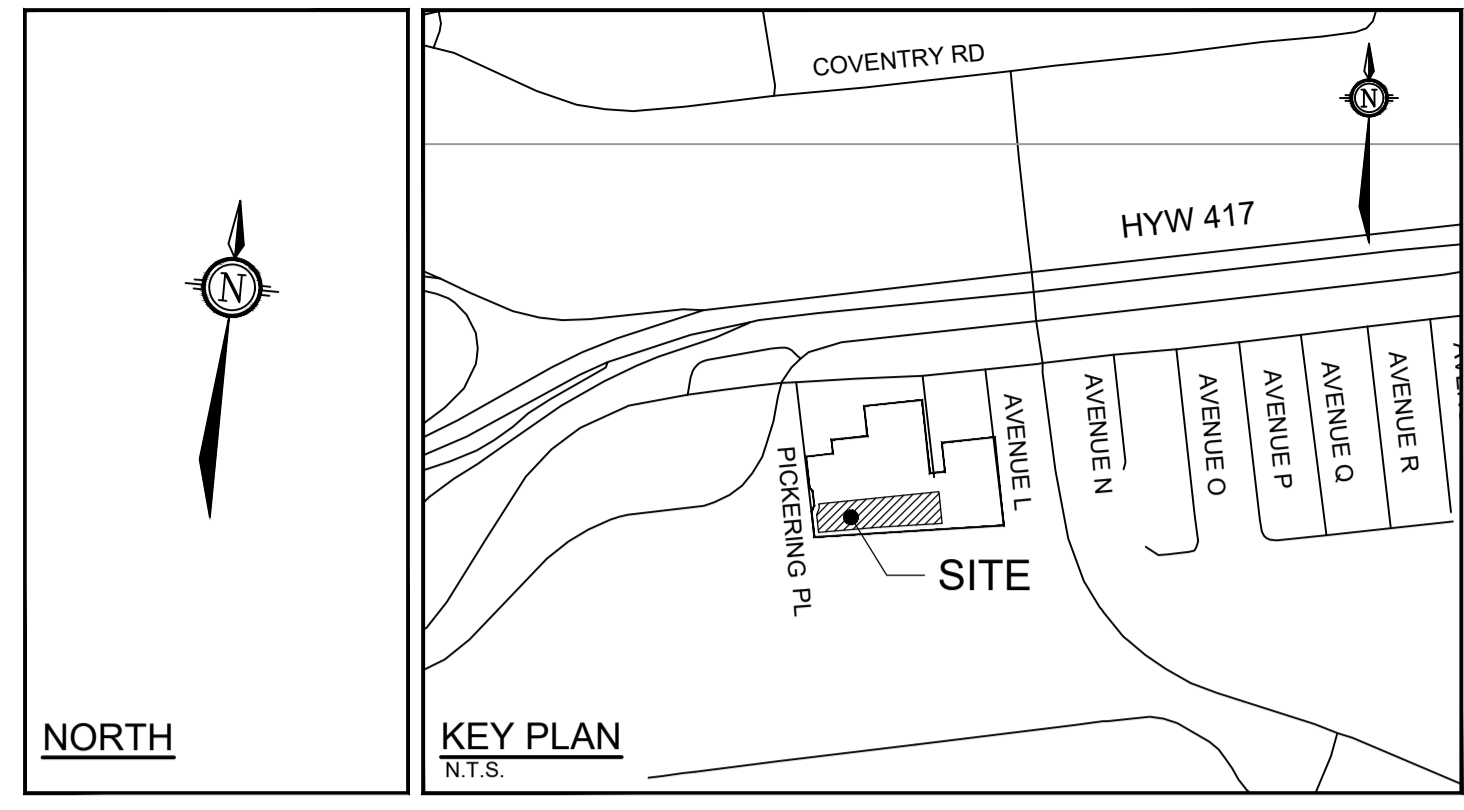 N
NORTH
COVENTRY RD
N
HYW 417
PICKERING PL
AVENUE L
AVENUE N
AVENUE O
AVENUE P
AVENUE Q
AVENUE R
SITE
KEY PLAN
N.T.S.